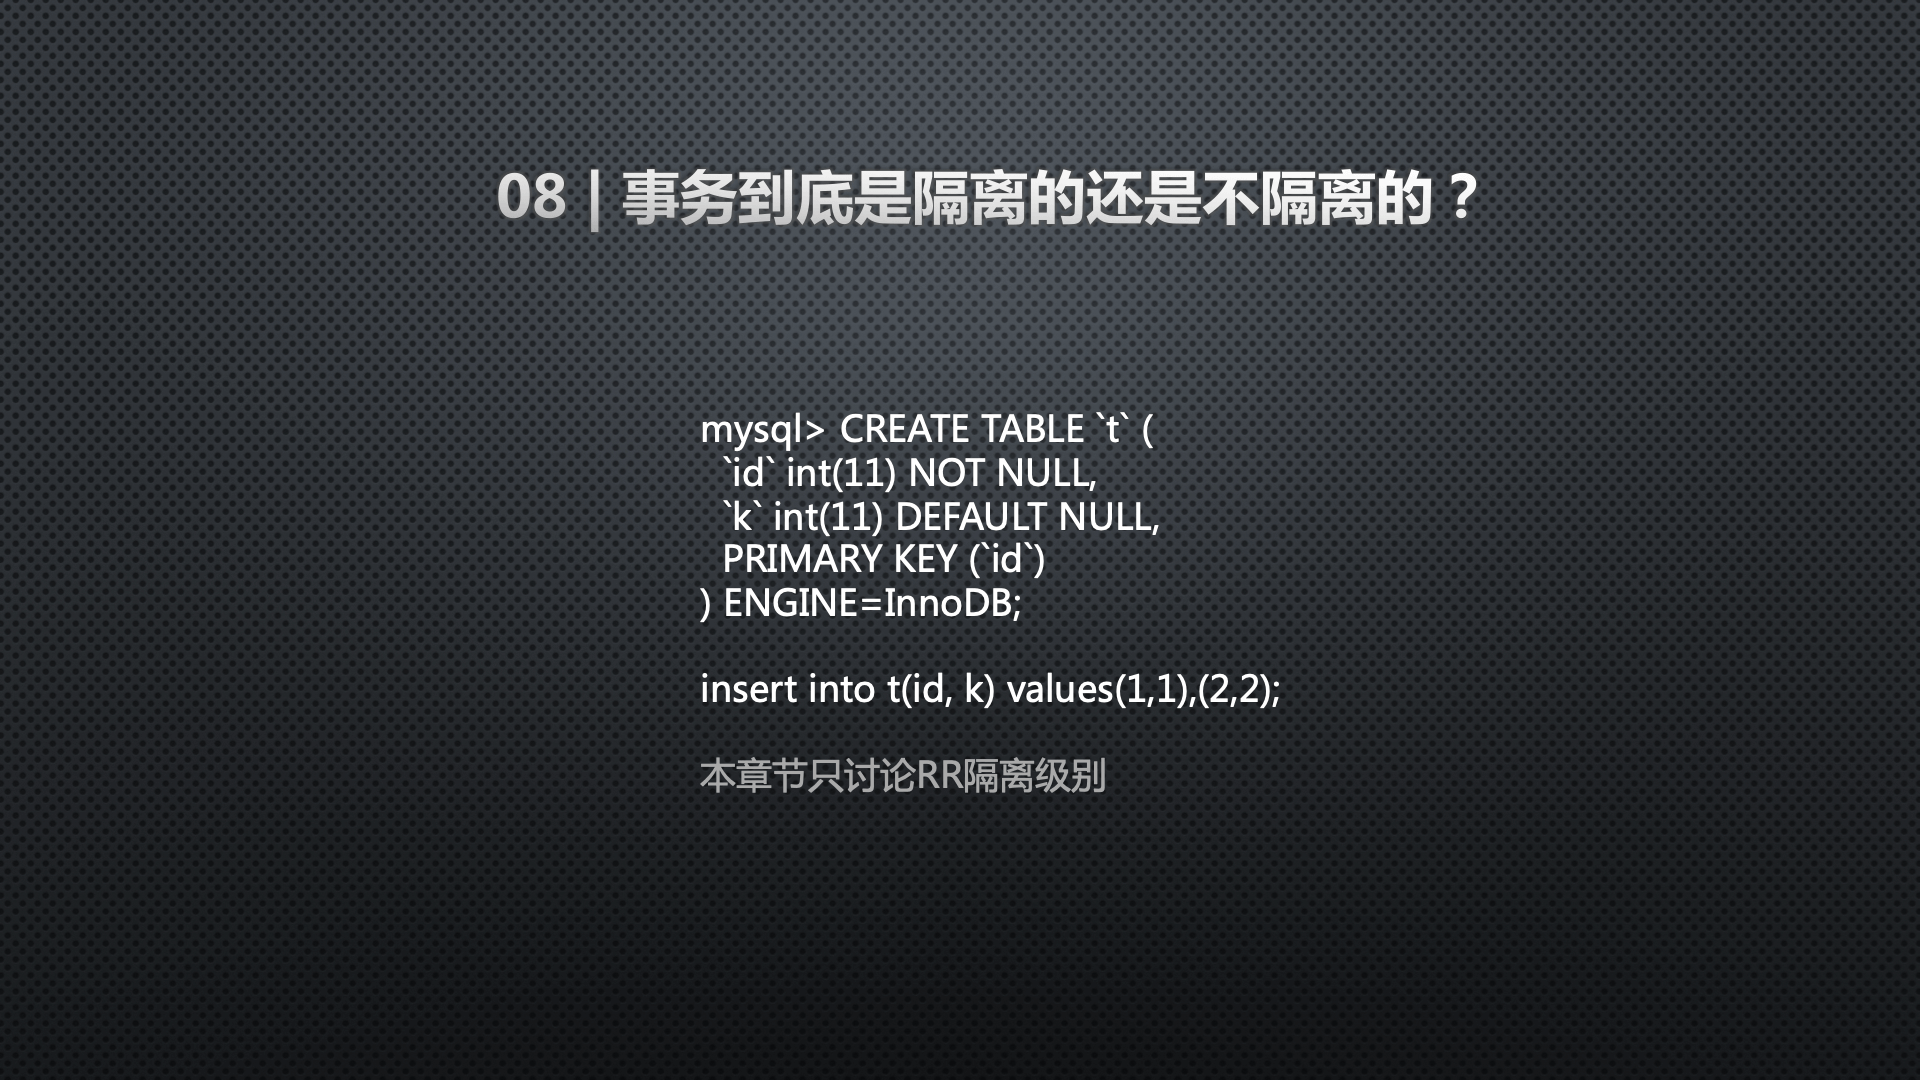 08 | 事务到底是隔离的还是不隔离的？
mysql> CREATE TABLE `t` (
`id` int(11) NOT NULL,
`k` int(11) DEFAULT NULL,
PRIMARY KEY (`id`)
) ENGINE=InnoDB;
insert into t(id, k) values(1,1),(2,2);
本章节只讨论RR隔离级别